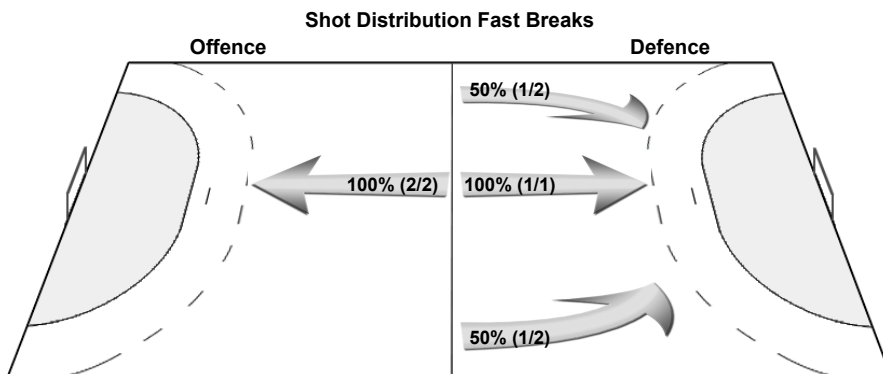 Shot Distribution Fast Breaks
Offence
Defence
50% (1/2)
100% (2/2)
100% (1/1)
50% (1/2)